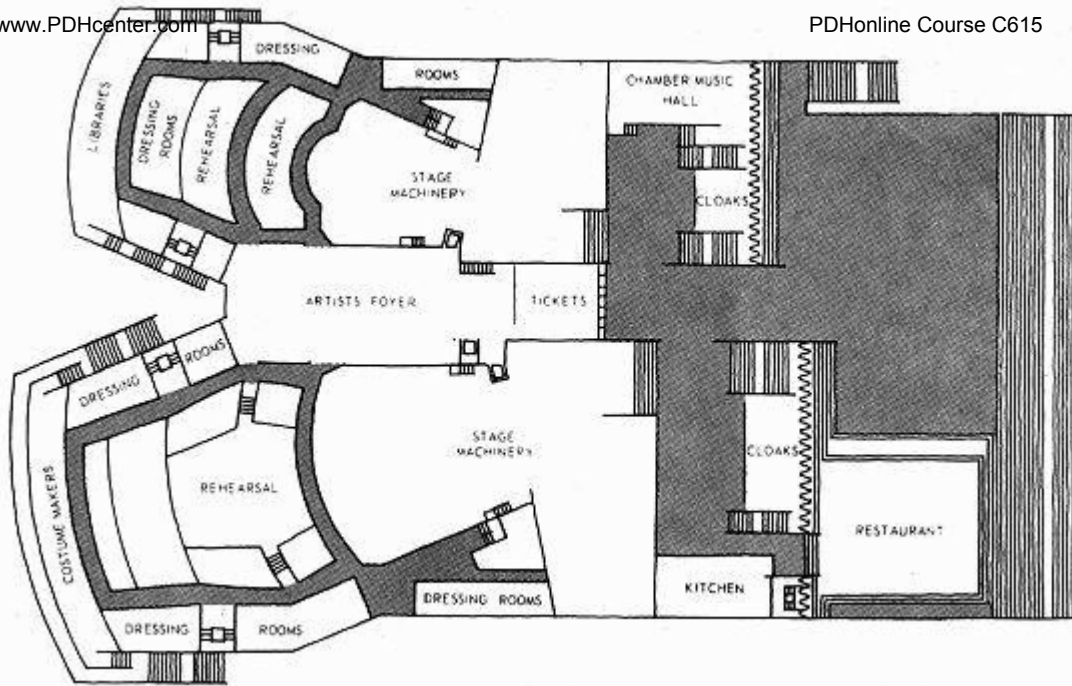 www.PDHcenter.com
PDHonline Course C615
DRESSING
ROOMS
LIBRARIES
DRESSING
ROOMS
REHEARSAL
REHEARSAL
STAGE
MACHINERY
CHAMBER MUSIC
HALL
CLOAKS
ARTISTS FOYER
TICKETS
DRESSING
ROOMS
COSTUME MAKERS
REHEARSAL
STAGE
MACHINERY
CLOAKS
RESTAURANT
KITCHEN
DRESSING ROOMS
DRESSING
ROOMS